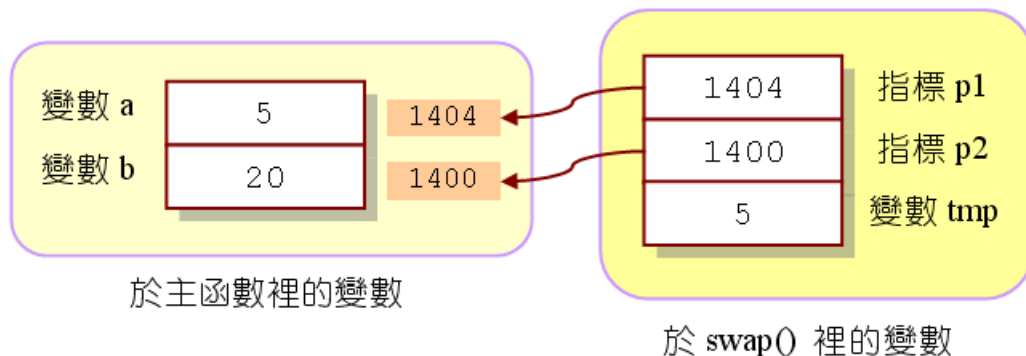 變數 a
5
1404
變數 b
20
1400
於主函數裡的變數
1404
指標 p1
1400
指標 p2
5
變數 tmp
於 swap() 裡的變數